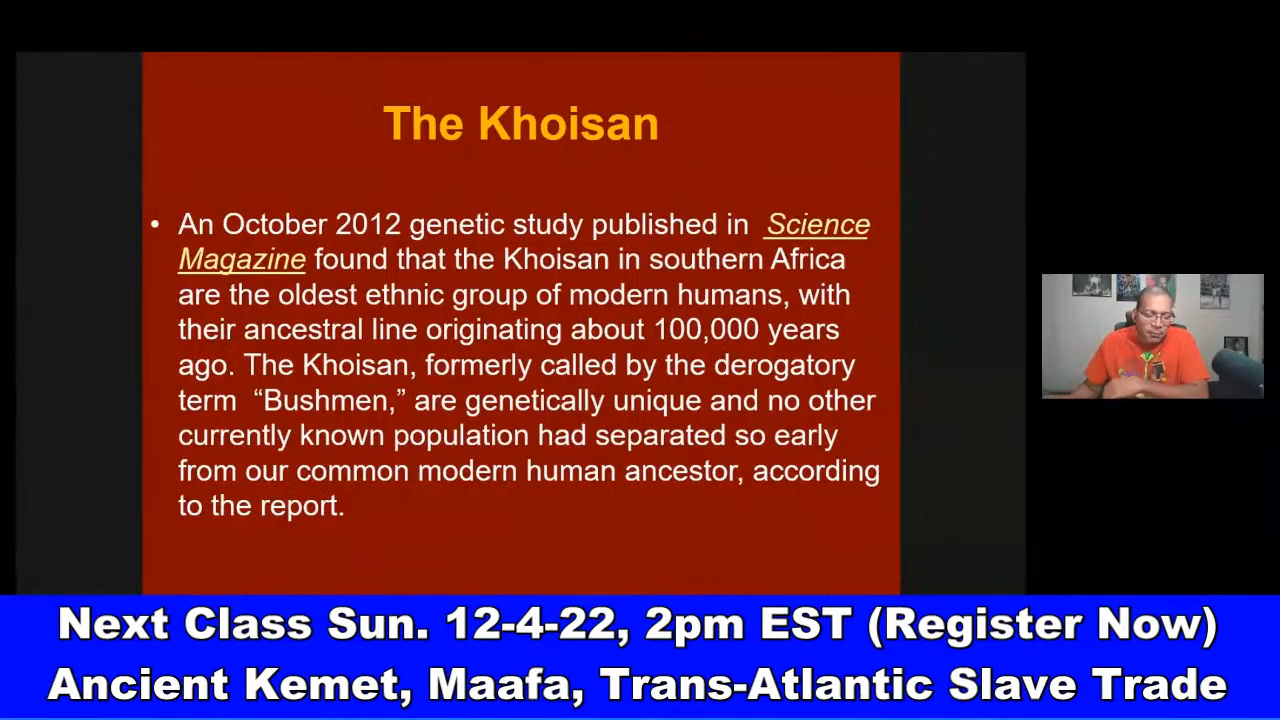 The Khoisan
• An October 2012 genetic study published in Science
Magazine found that the Khoisan in southern Africa
are the oldest ethnic group of modern humans, with
their ancestral line originating about 100,000 years
ago. The Khoisan, formerly called by the derogatory
term “Bushmen,” are genetically unique and no other
currently known population had separated so early
from our common modern human ancestor, according
to the report.
Next Class Sun. 12-4-22, 2pm EST (Register Now)
Ancient Kemet, Maafa, Trans-Atlantic Slave Trade